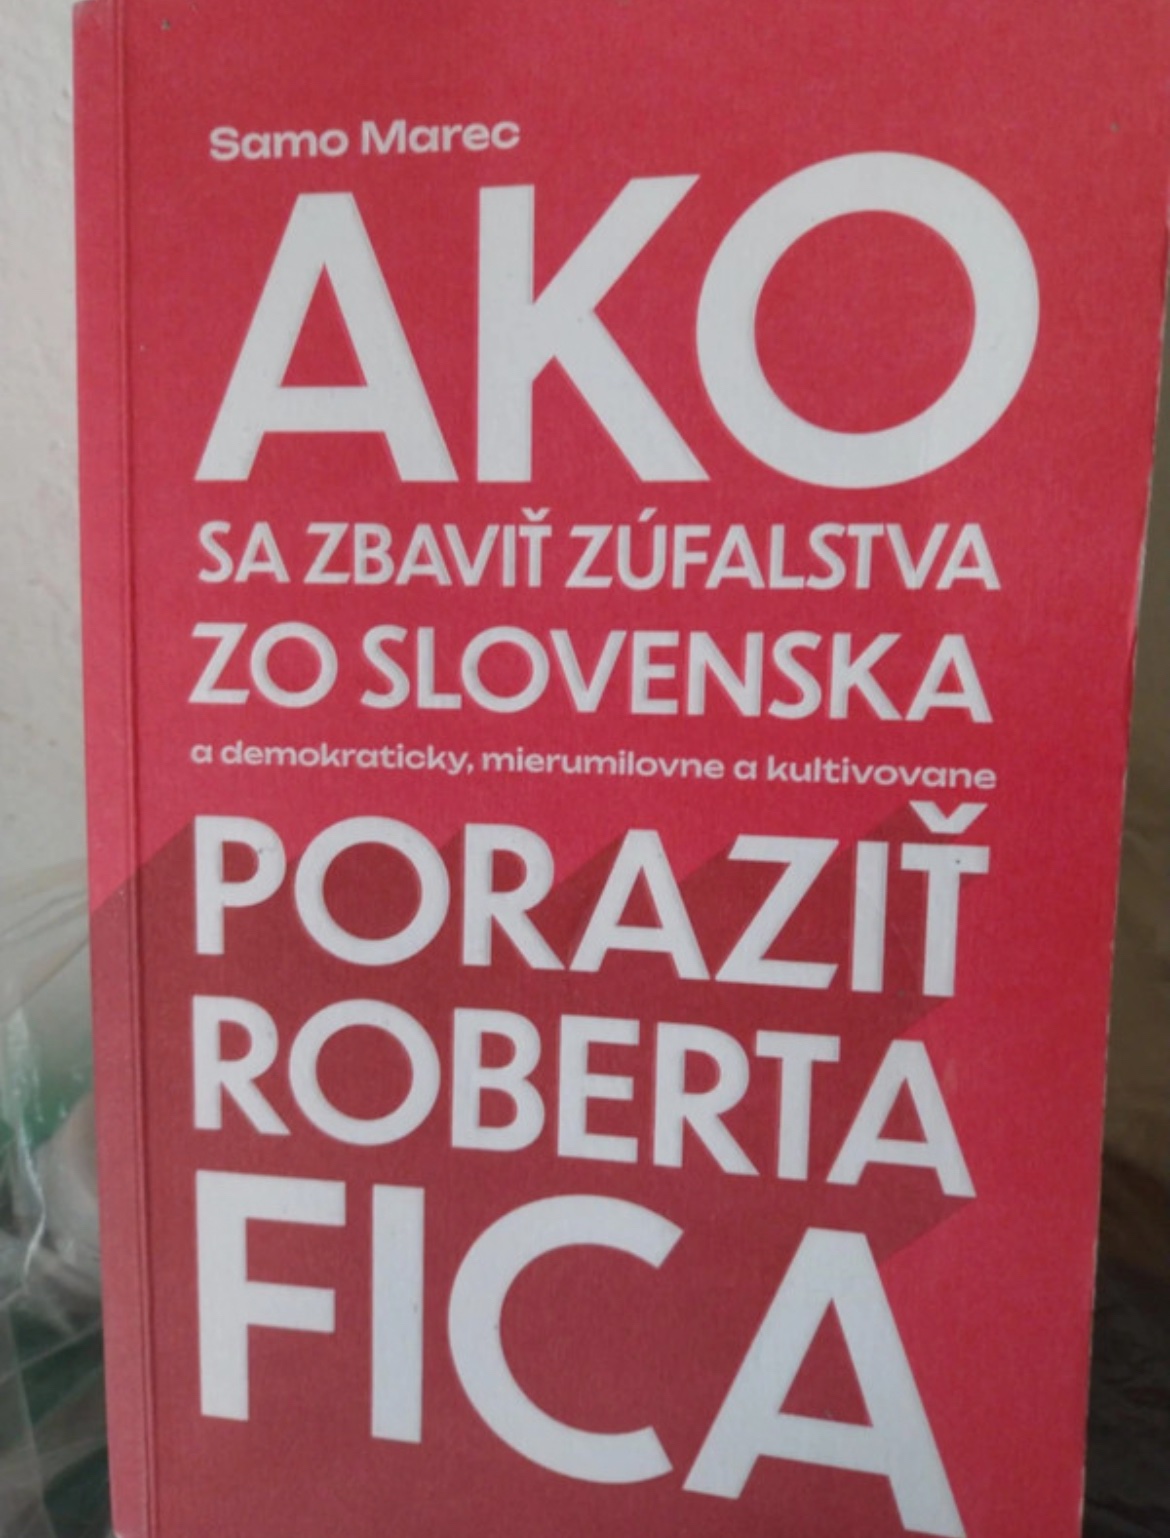 Samo Marec
AKO
SA ZBAVIŤ ZÚFALSTVA
ZO SLOVENSKA
a demokraticky, mierumilovne a kultivovane
PORAZIŤ
ROBERTA
FICA